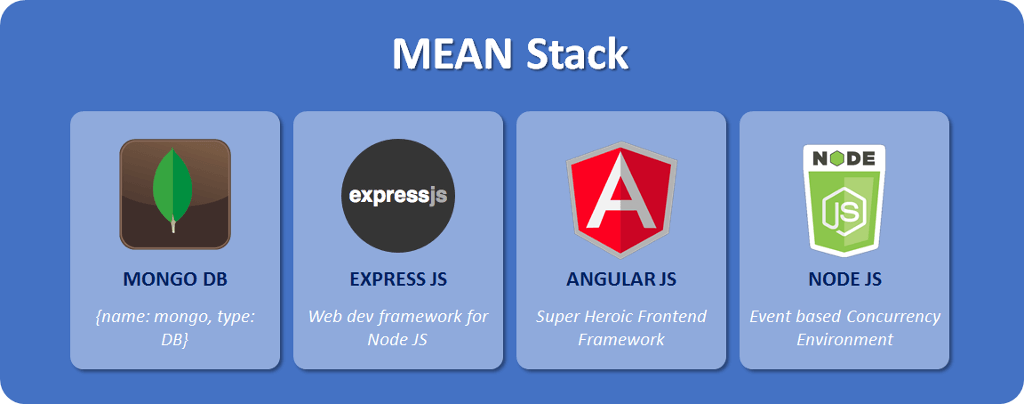 MEAN Stack
expressjs
A
NODE
JS
MONGO DB
EXPRESS JS
ANGULAR JS
NODE JS
{name: mongo, type:
DB}
Web dev framework for
Node JS
Super Heroic Frontend
Framework
Event based Concurrency
Environment